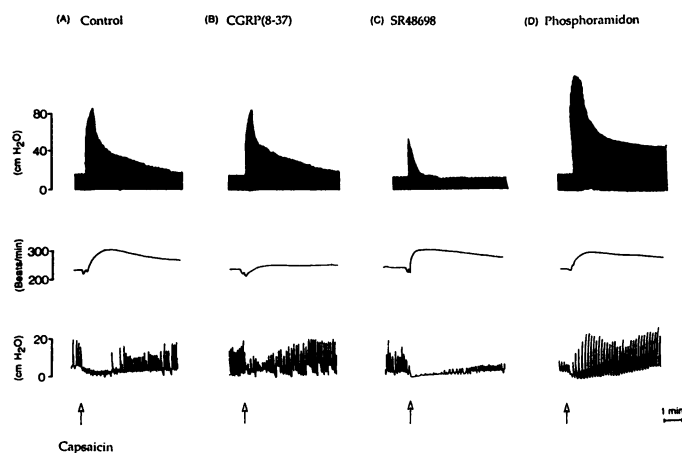 (A) Control
(B) CGRP(8-37)
(C) SR48698
(D) Phosphoramidon
80
40
0
(cm H2O)
300
200
(Beats/min)
20
0
(cm H2O)
1 min
Capsaicin